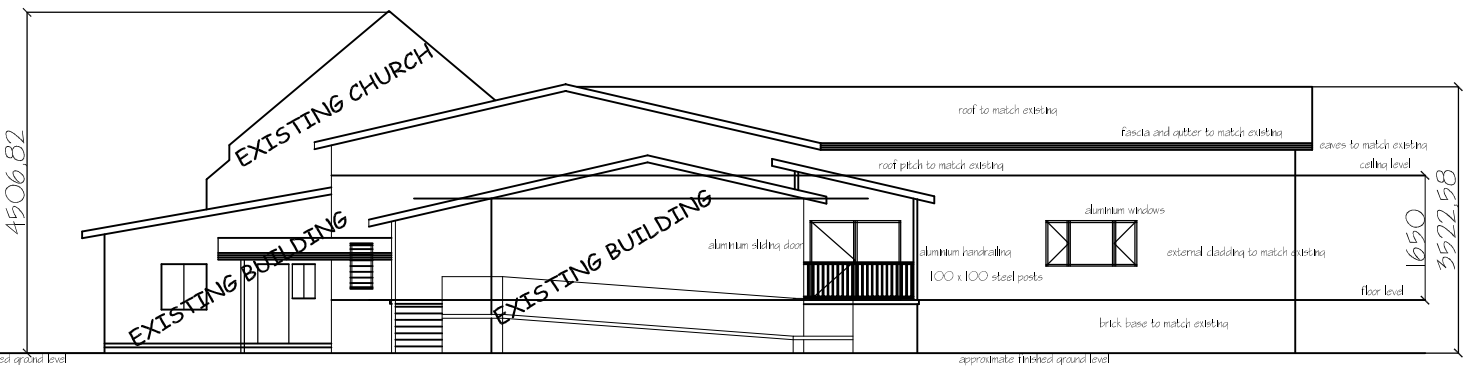 EXISTING CHURCH
roof to match existing
fascia and gutter to match existing
eaves to match existing
roof pitch to match existing
ceiling level
4506,82
EXISTING BUILDING
EXISTING BUILDING
aluminium windows
aluminium sliding door
aluminium handrailing
external cladding to match existing
1650
3522,58
100 x 100 steel posts
floor level
brick base to match existing
ed ground level
approximate finished ground level